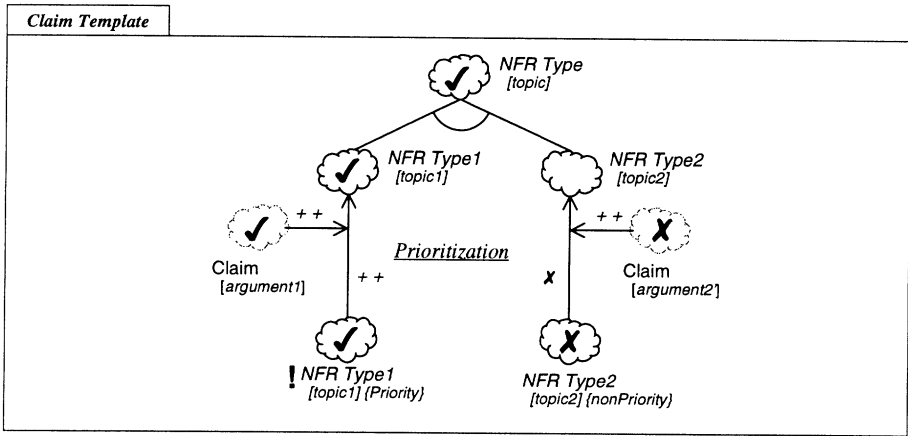 Claim Template
NFR Type
[topic]
NFR Type1
[topic1]
NFR Type2
[topic2]
+ +
+ +
Prioritization
Claim
[argument1]
Claim
[argument2]
+ +
! NFR Type1
[topic1] {Priority}
NFR Type2
[topic2] {nonPriority}